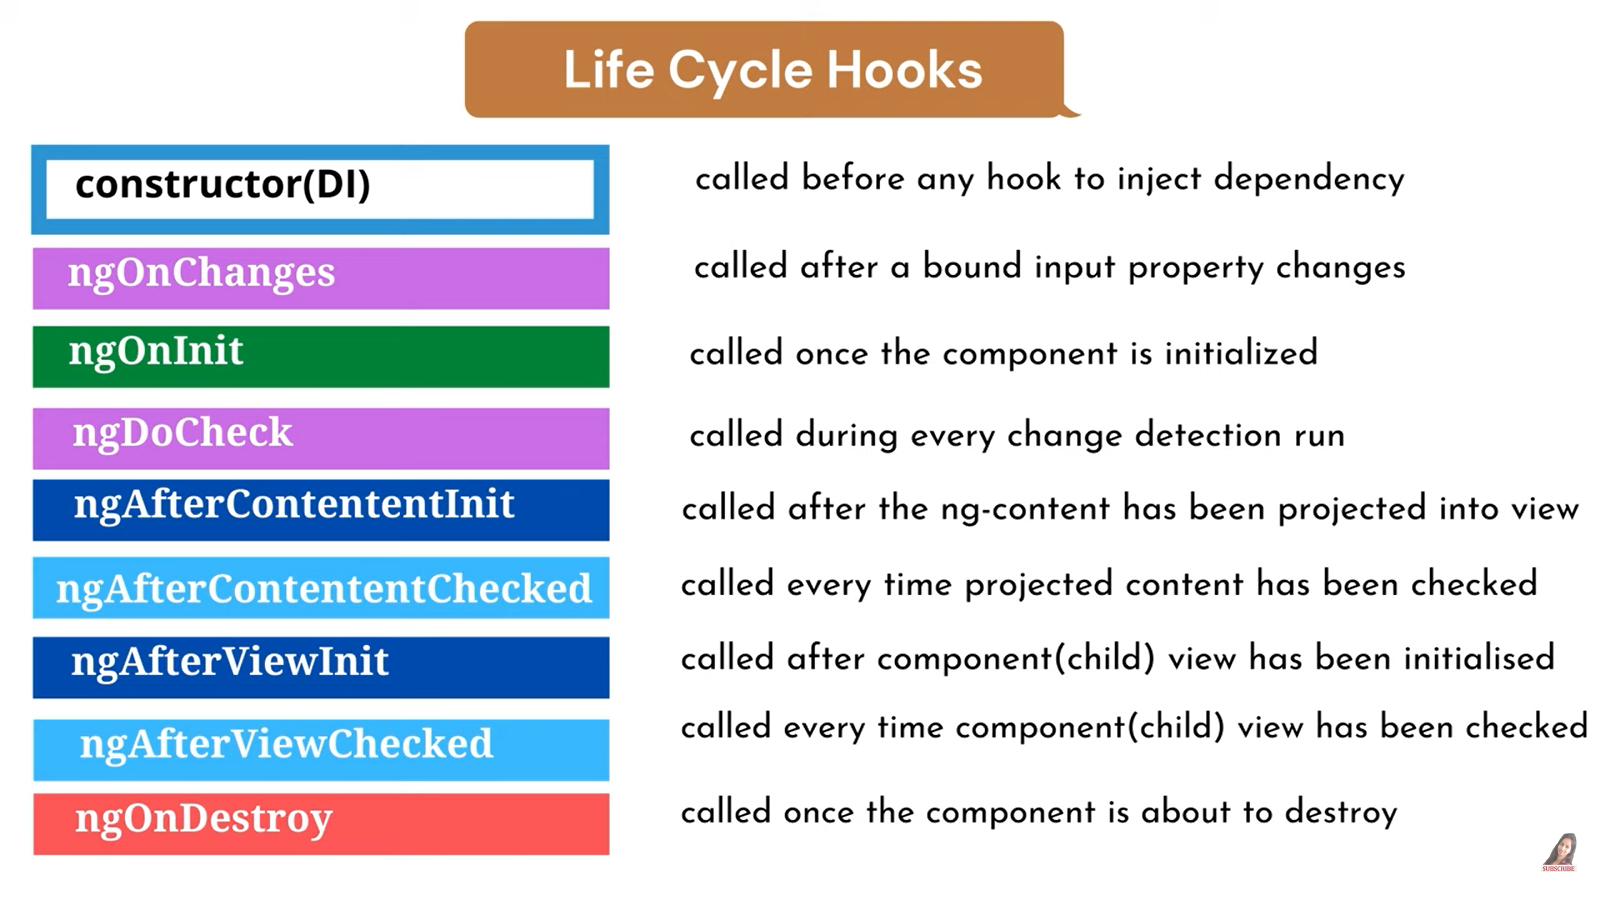 Life Cycle Hooks
constructor(DI)
called before any hook to inject dependency
ngOnChanges
called after a bound input property changes
ngOnInit
called once the component is initialized
ngDoCheck
called during every change detection run
ngAfterContententInit
called after the ng-content has been projected into view
ngAfterContententChecked
called every time projected content has been checked
ngAfterViewInit
called after component(child) view has been initialised
ngAfterViewChecked
called every time component(child) view has been checked
ngOnDestroy
called once the component is about to destroy
SUBSCRIBE